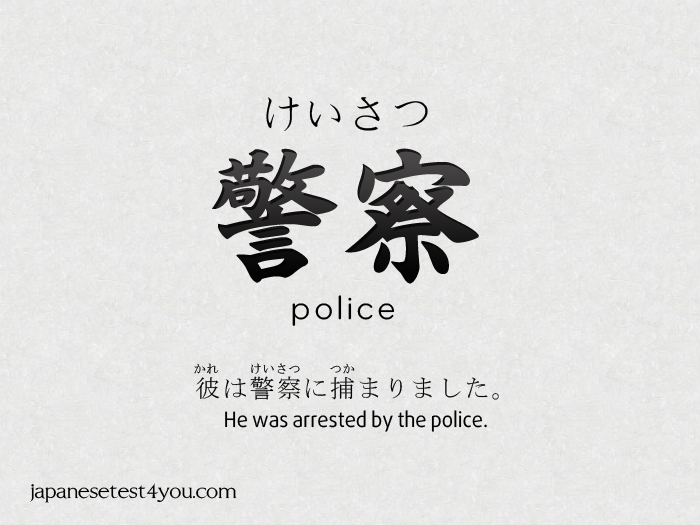 けいさつ
警察
police
かれ けいさつ つか
彼は警察に捕まりました。
He was arrested by the police.
japanesetest4you.com